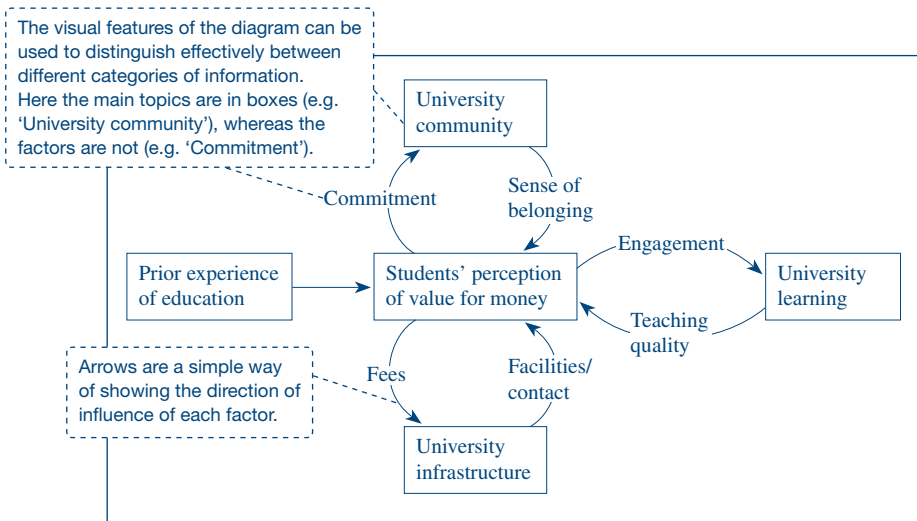 The visual features of the diagram can be
used to distinguish effectively between
different categories of information.
Here the main topics are in boxes (e.g.
‘University community’), whereas the
factors are not (e.g. ‘Commitment’).
University
community
Commitment
Sense of
belonging
Engagement
Prior experience
of education
Students’ perception
of value for money
University
learning
Teaching
quality
Arrows are a simple way
of showing the direction of
influence of each factor.
Fees
Facilities/
contact
University
infrastructure